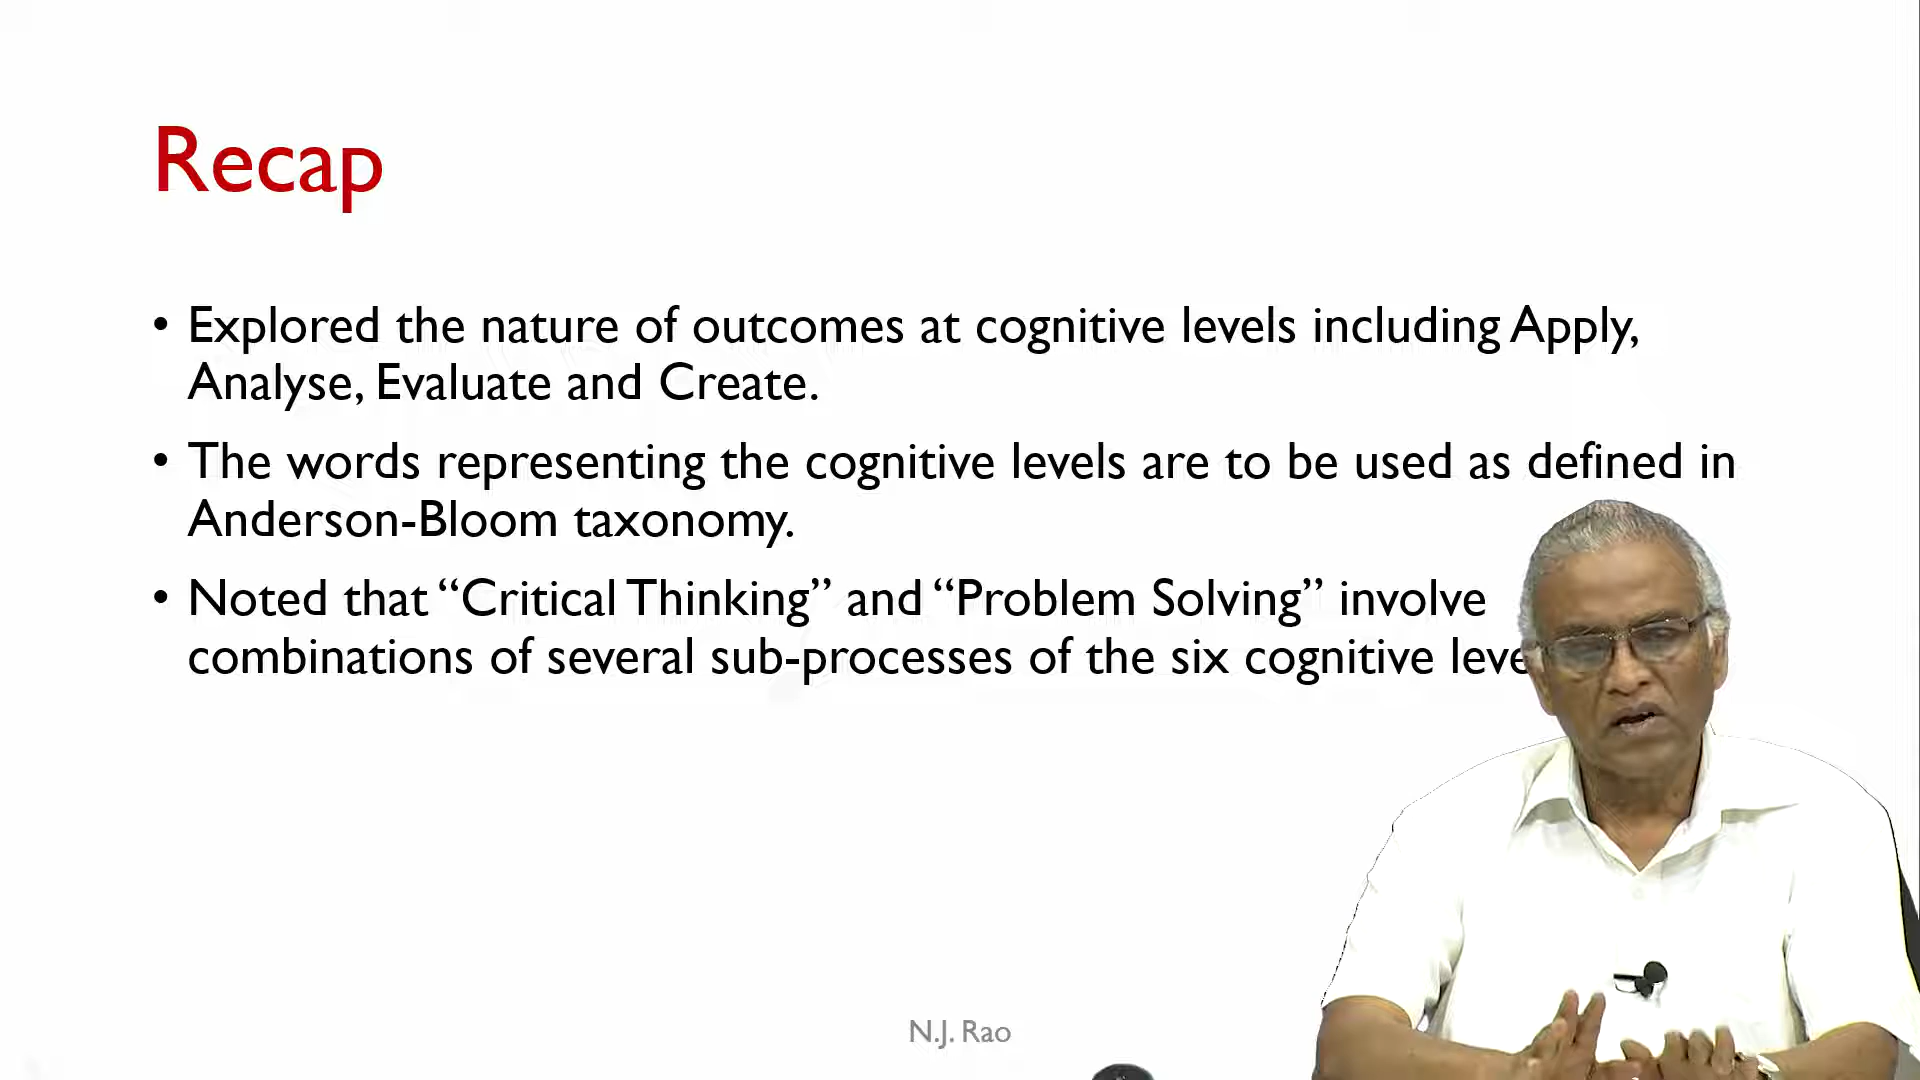 Recap
• Explored the nature of outcomes at cognitive levels including Apply,
Analyse, Evaluate and Create.
• The words representing the cognitive levels are to be used as defined in
Anderson-Bloom taxonomy.
• Noted that “Critical Thinking” and “Problem Solving” involve
combinations of several sub-processes of the six cognitive
N.J. Rao